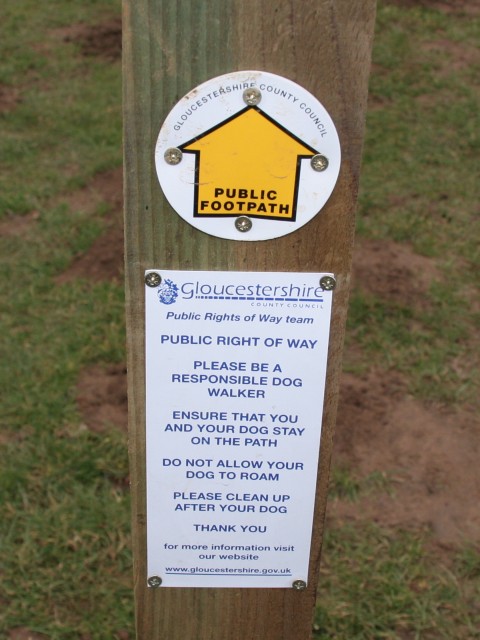 GLOUCESTERSHIRE COUNTY COUNCIL
PUBLIC
FOOTPATH
Gloucestershire
COUNTY COUNCIL
Public Rights of Way team
PUBLIC RIGHT OF WAY
PLEASE BE A
RESPONSIBLE DOG
WALKER
ENSURE THAT YOU
AND YOUR DOG STAY
ON THE PATH
DO NOT ALLOW YOUR
DOG TO ROAM
PLEASE CLEAN UP
AFTER YOUR DOG
THANK YOU
for more information visit
our website
www.gloucestershire.gov.uk